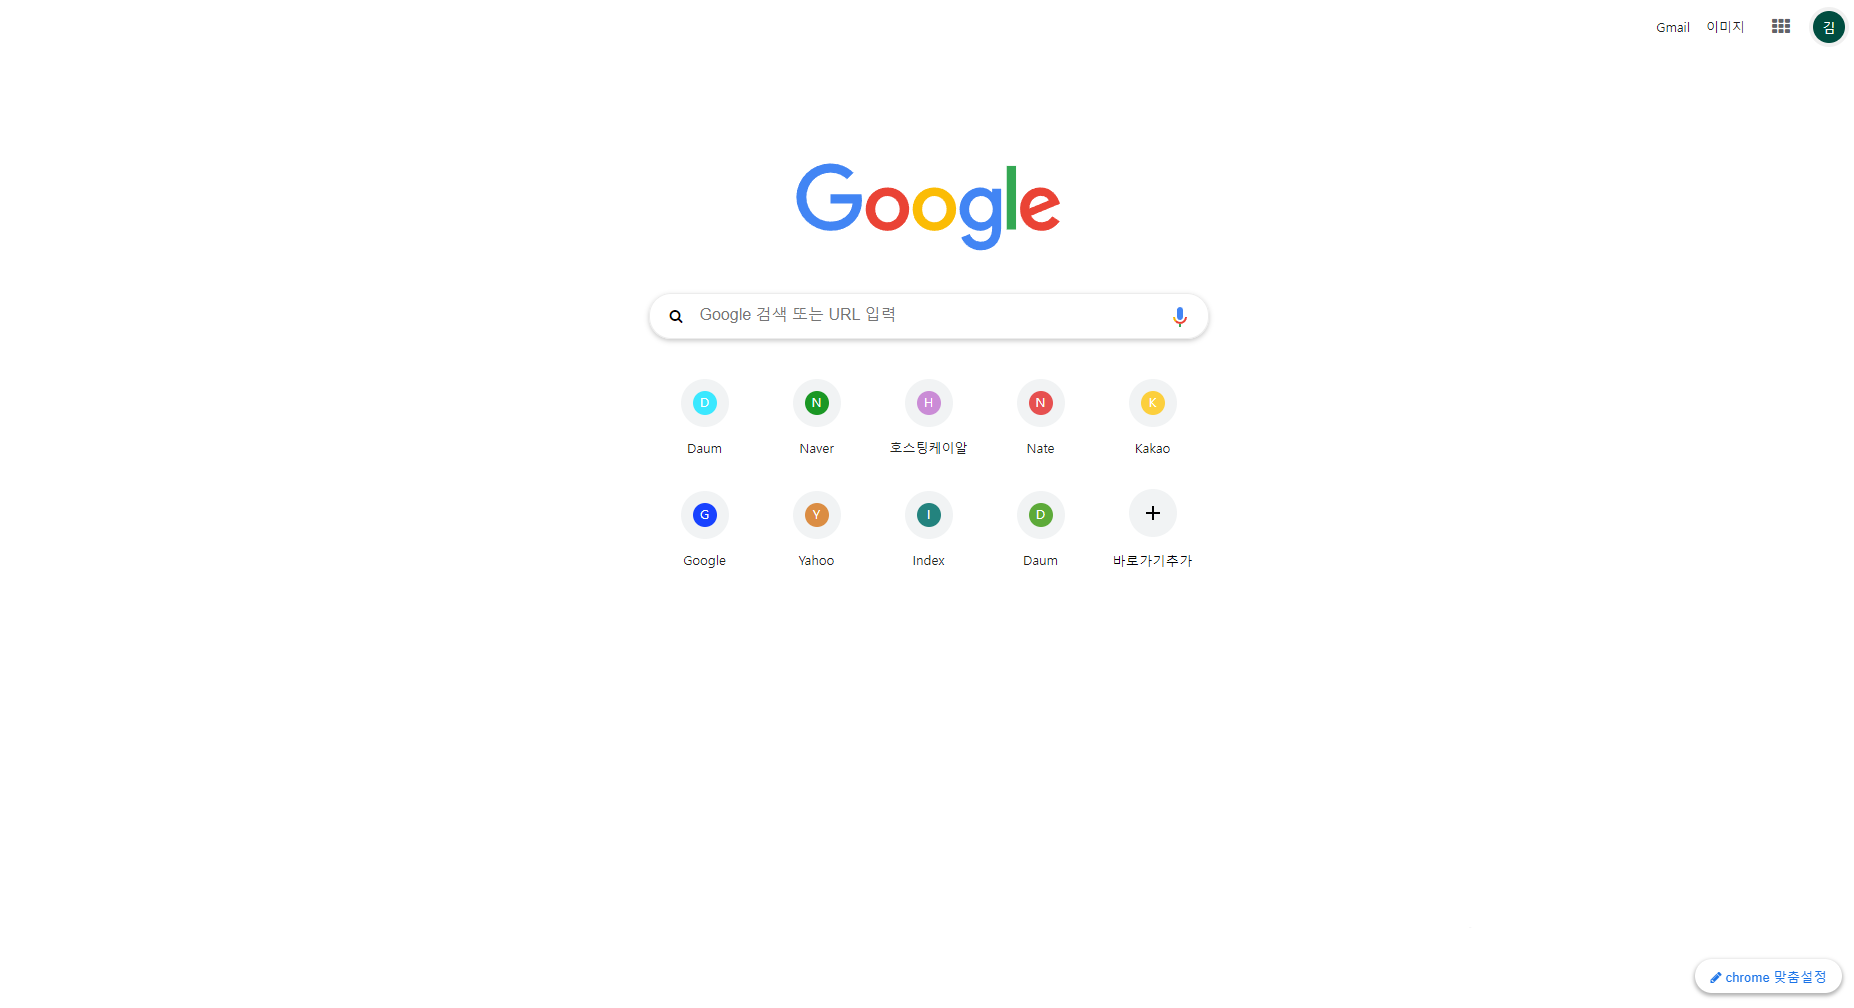 Gmail 이미지 김
Google
Google 검색 또는 URL 입력
D N H N K
Daum Naver 호스팅케이알 Nate Kakao
G Y I D
Google Yahoo Index Daum 바로가기추가
chrome 맞춤설정